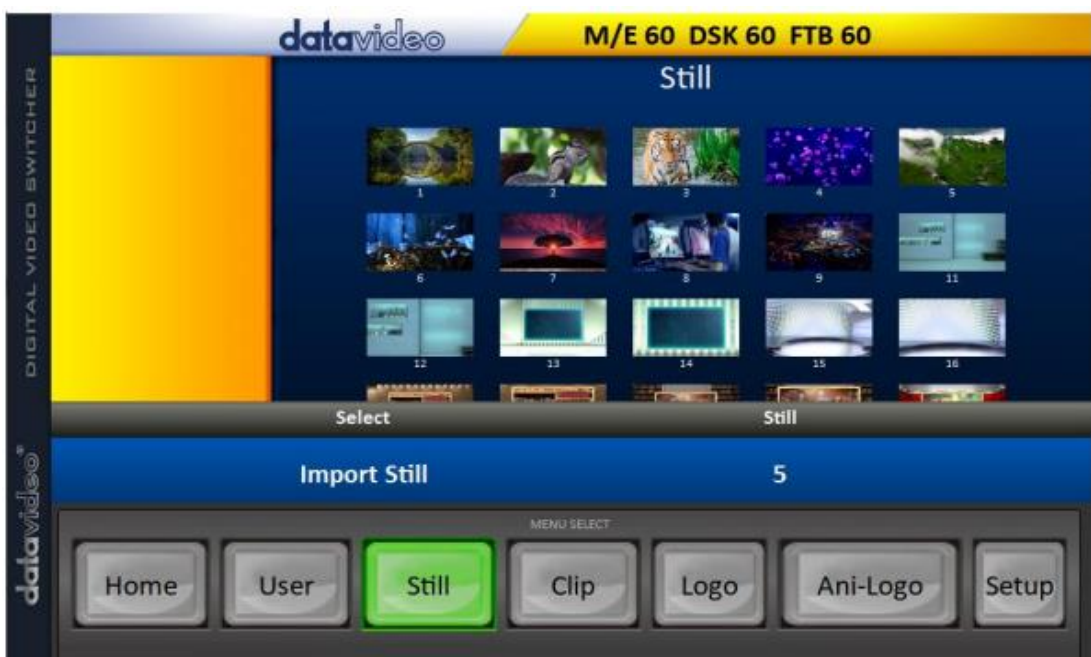 datavideo M/E 60 DSK 60 FTB 60
Still
1 2 3 4 5
6 7 8 9 11
12 13 14 15 16
Select Still
Import Still 5
MENU SELECT
Home User Still Clip Logo Ani-Logo Setup
DIGITAL VIDEO SWITCHER
datavideo®